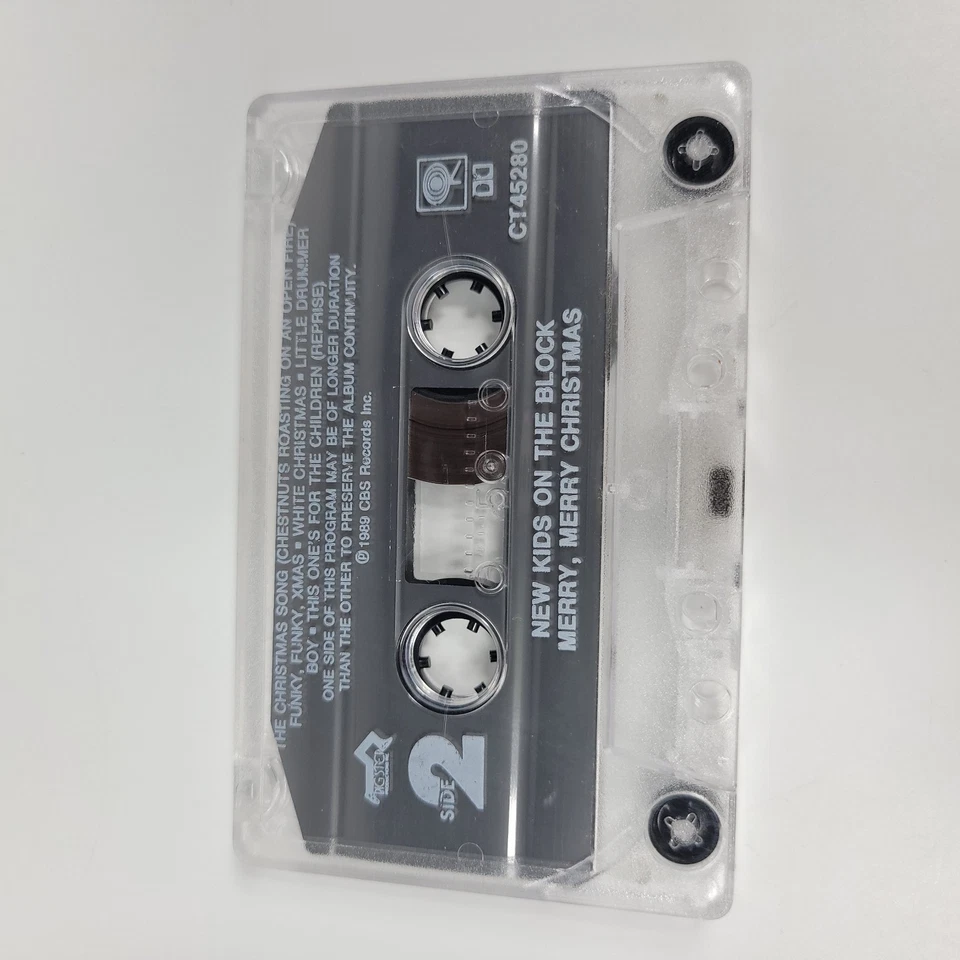 THE CHRISTMAS SONG (CHESTNUTS ROASTING ON AN OPEN FIRE)
FUNKY, FUNKY, XMAS ▪ WHITE CHRISTMAS ▪ LITTLE DRUMMER
BOY ▪ THIS ONE'S FOR THE CHILDREN (REPRISE)
ONE SIDE OF THIS PROGRAM MAY BE OF LONGER DURATION
THAN THE OTHER TO PRESERVE THE ALBUM CONTINUITY.
℗ 1989 CBS Records Inc.
SIDE 2
50
CT45280
NEW KIDS ON THE BLOCK
MERRY, MERRY CHRISTMAS